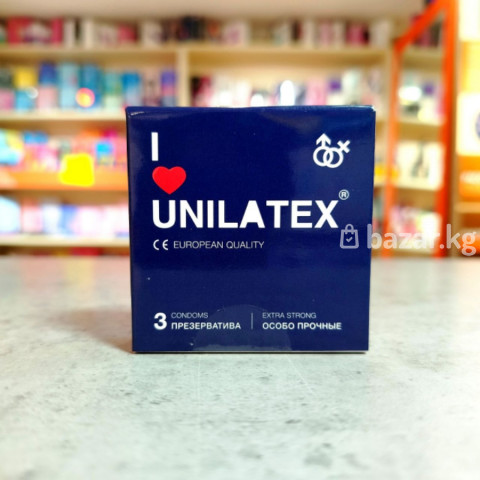 I
❤
UNILATEX®
CE EUROPEAN QUALITY
bazar.kg
3 CONDOMS
ПРЕЗЕРВАТИВА
EXTRA STRONG
ОСОБО ПРОЧНЫЕ